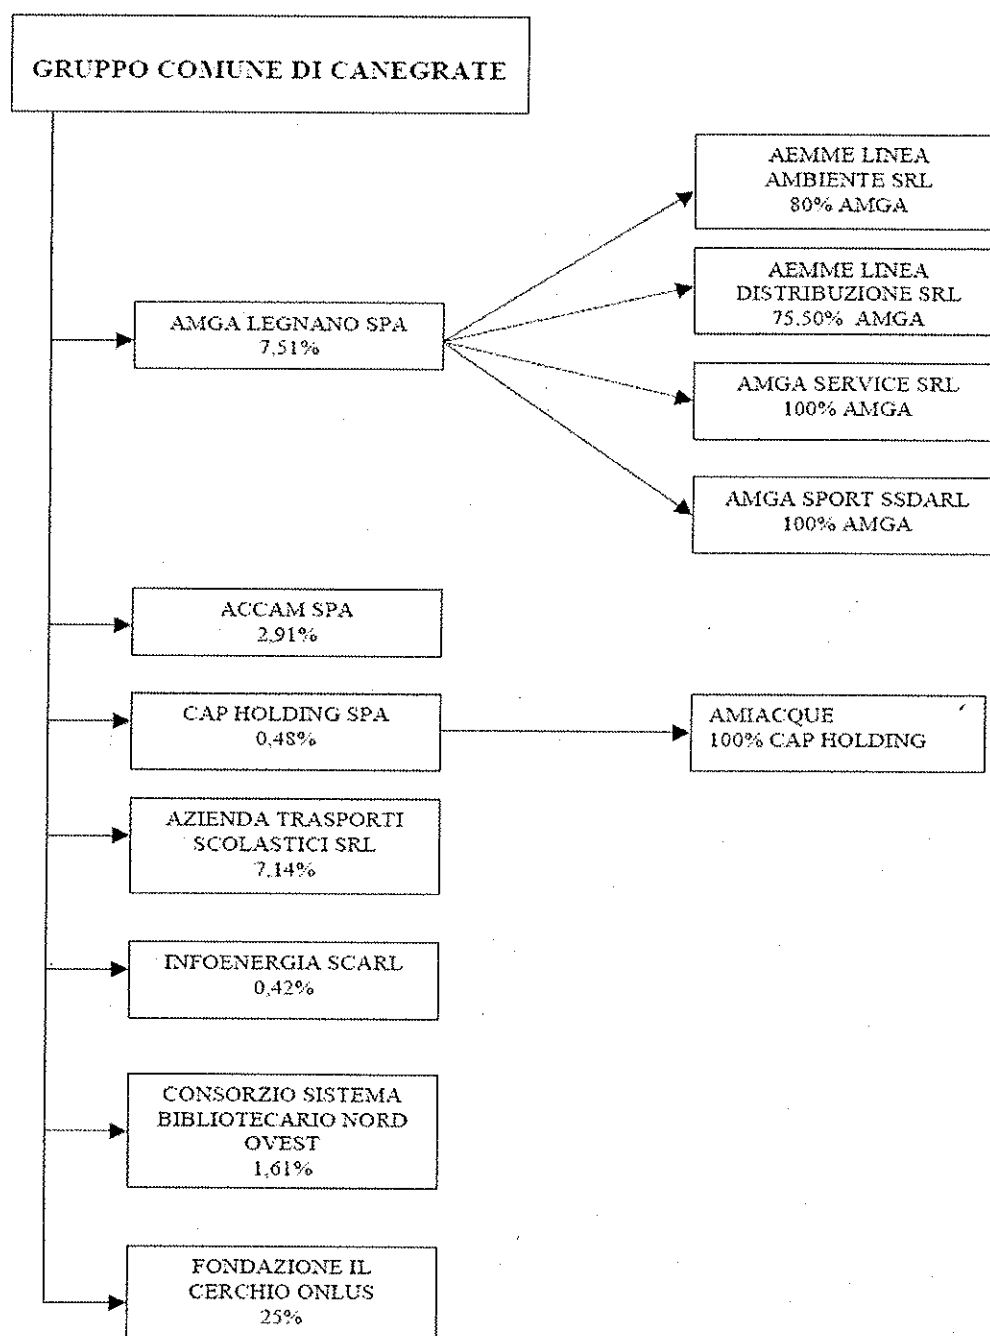 GRUPPO COMUNE DI CANEGRATE
AEMME LINEA
AMBIENTE SRL
80% AMGA
AEMME LINEA
DISTRIBUZIONE SRL
75,50% AMGA
AMGA LEGNANO SPA
7,51%
AMGA SERVICE SRL
100% AMGA
AMGA SPORT SSDARL
100% AMGA
ACCAM SPA
2,91%
CAP HOLDING SPA
0,48%
AMIACQUE
100% CAP HOLDING
AZIENDA TRASPORTI
SCOLASTICI SRL
7,14%
INFOENERGIA SCARL
0,42%
CONSORZIO SISTEMA
BIBLIOTECARIO NORD
OVEST
1,61%
FONDAZIONE IL
CERCHIO ONLUS
25%